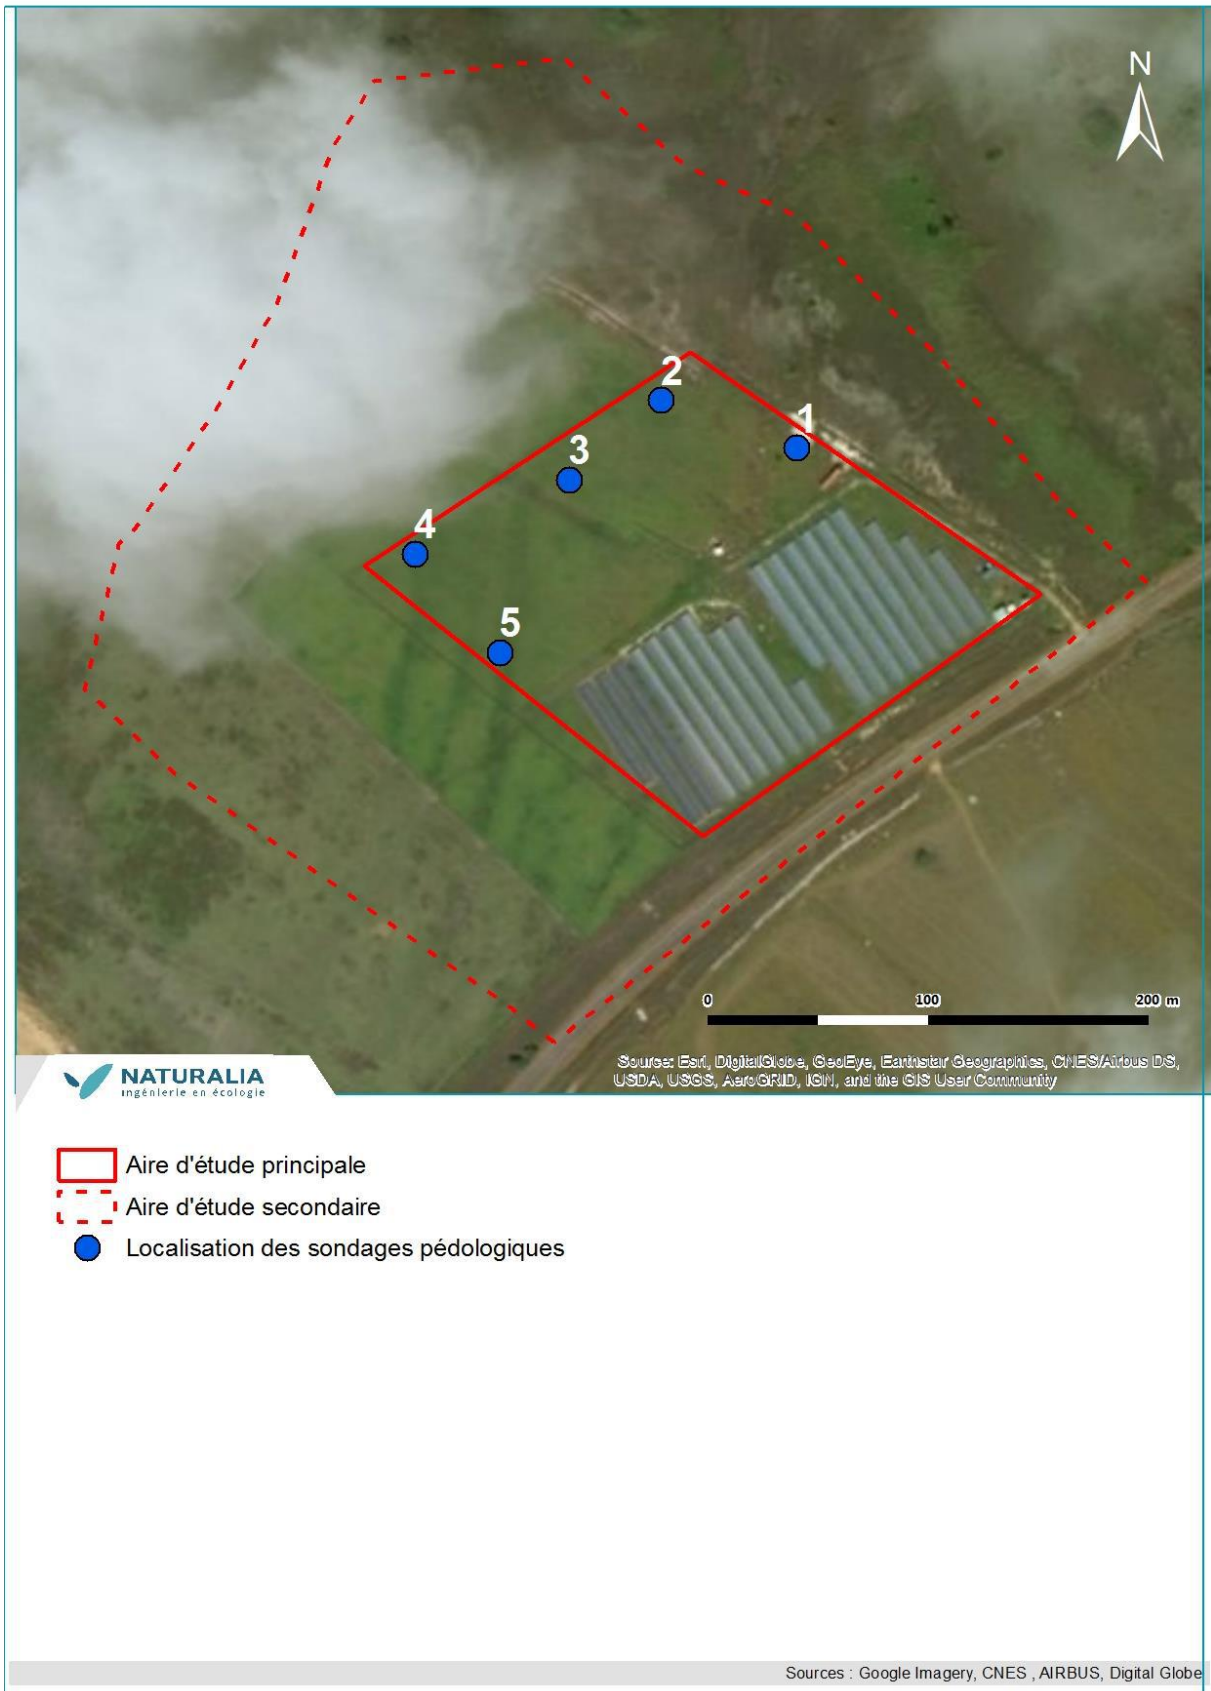 N
2
1
3
4
5
0 100 200 m
Source: Esri, DigitalGlobe, GeoEye, Earthstar Geographics, CNES/Airbus DS,
USDA, USGS, AeroGRID, IGN, and the GIS User Community
NATURALIA
ingénierie en écologie
Aire d'étude principale
Aire d'étude secondaire
Localisation des sondages pédologiques
Sources : Google Imagery, CNES , AIRBUS, Digital Globe